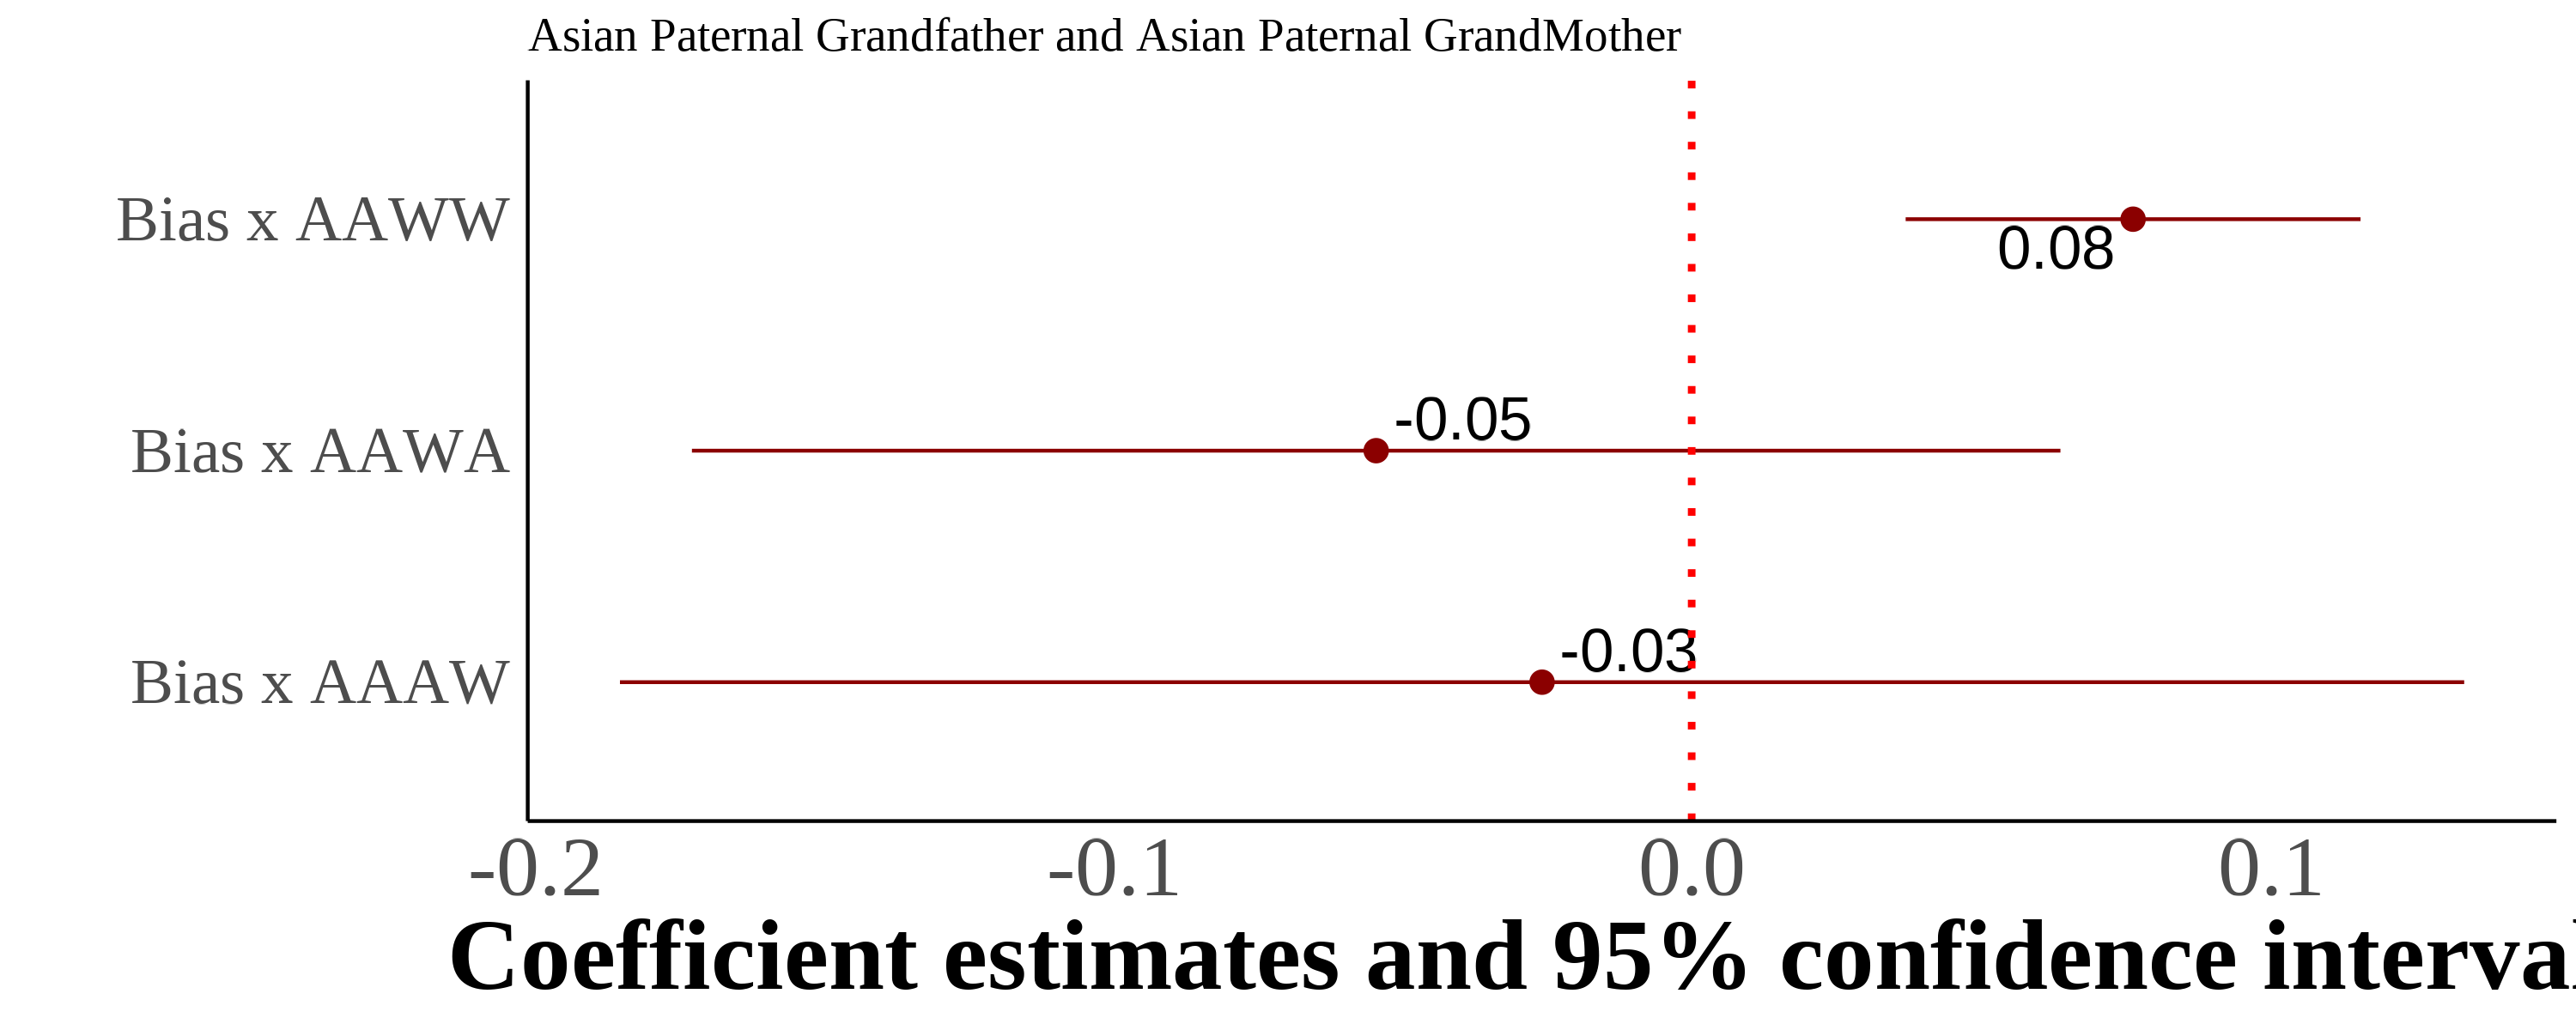 Asian Paternal Grandfather and Asian Paternal GrandMother
Bias x AAWW
0.08
-0.05
Bias x AAWA
-0.03
Bias x AAAW
-0.2 -0.1 0.0 0.1
Coefficient estimates and 95% confidence interval